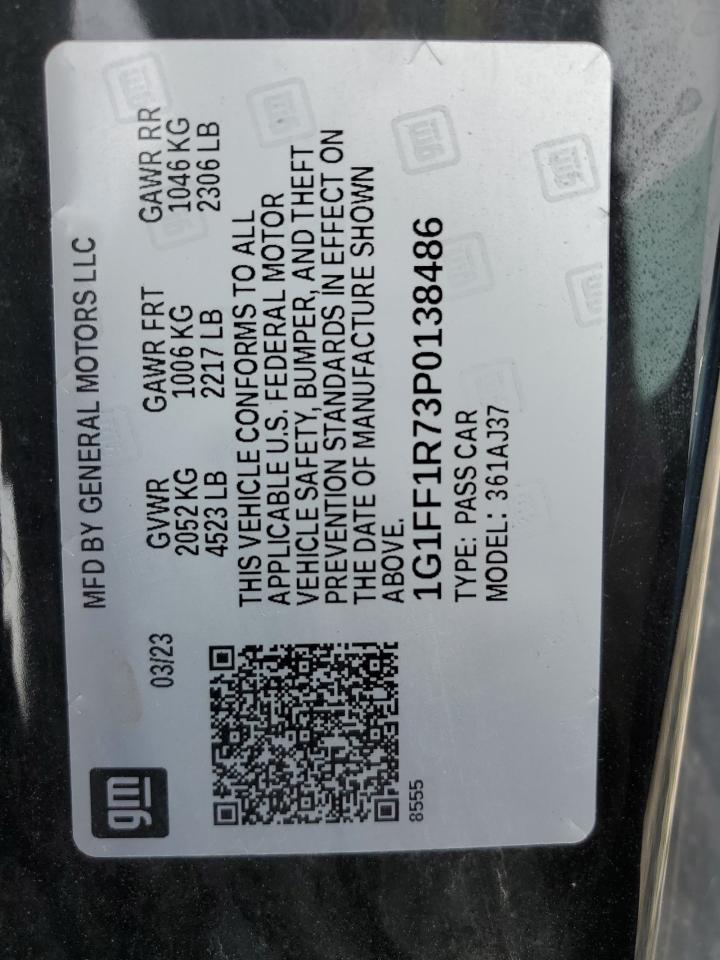 gm
03/23
MFD BY GENERAL MOTORS LLC
GVWR GAWR FRT GAWR RR
2052 KG 1006 KG 1046 KG
4523 LB 2217 LB 2306 LB
THIS VEHICLE CONFORMS TO ALL
APPLICABLE U.S. FEDERAL MOTOR
VEHICLE SAFETY, BUMPER, AND THEFT
PREVENTION STANDARDS IN EFFECT ON
THE DATE OF MANUFACTURE SHOWN
ABOVE.
1G1FF1R73P0138486
TYPE: PASS CAR
MODEL: 361AJ37
8555